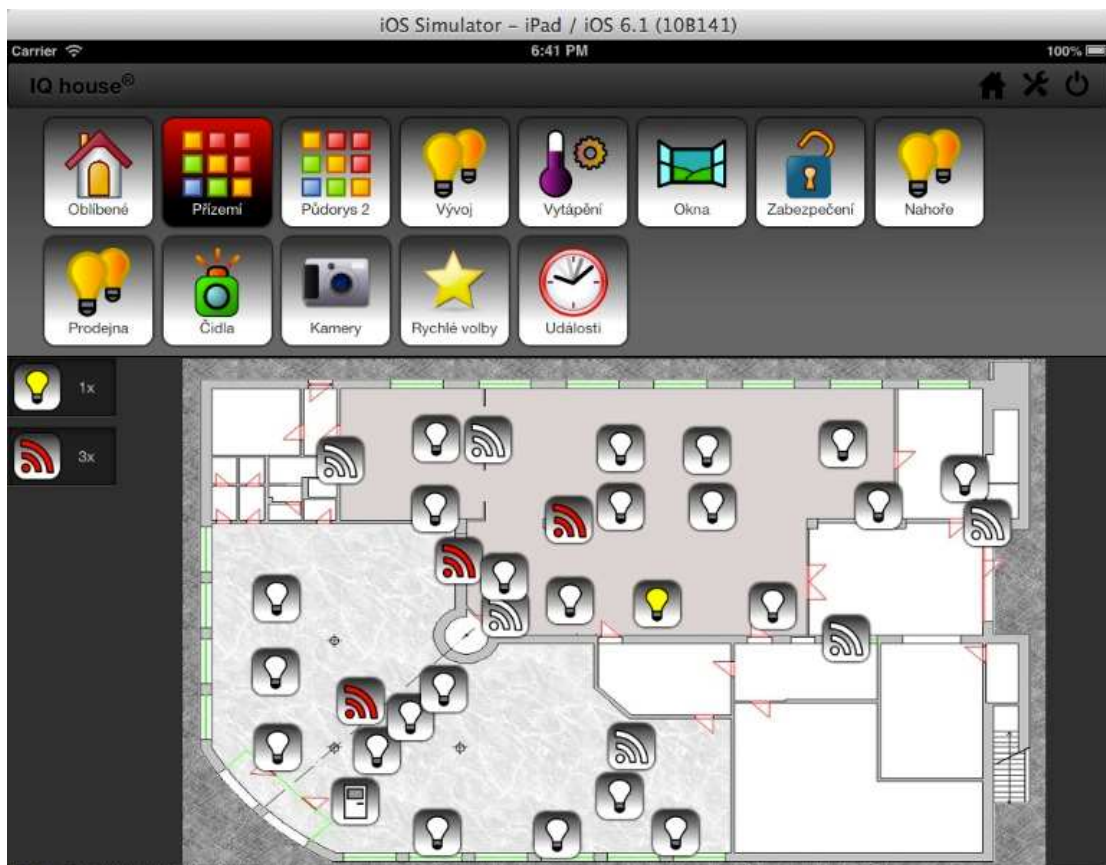 iOS Simulator – iPad / iOS 6.1 (10B141)
Carrier 6:41 PM 100%
IQ house®
Oblíbené Přízemí Půdorys 2 Vývoj Vytápění Okna Zabezpečení Nahoře
Prodejna Čidla Kamery Rychlé volby Události
1x
3x